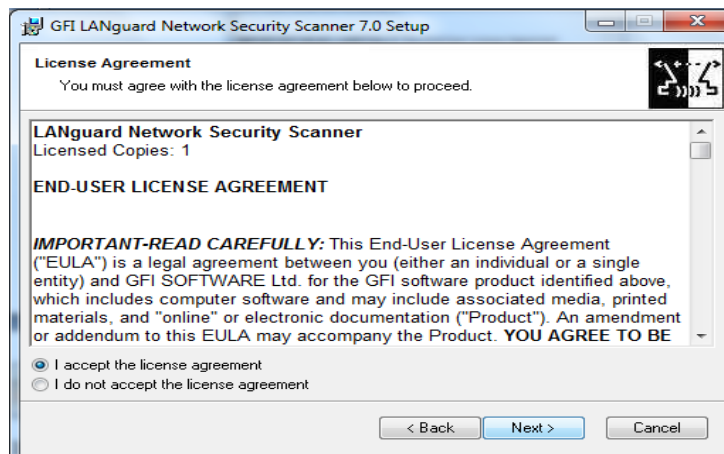 GFI LANguard Network Security Scanner 7.0 Setup
License Agreement
You must agree with the license agreement below to proceed.
LANguard Network Security Scanner
Licensed Copies: 1
END-USER LICENSE AGREEMENT
IMPORTANT-READ CAREFULLY: This End-User License Agreement
("EULA") is a legal agreement between you (either an individual or a single
entity) and GFI SOFTWARE Ltd. for the GFI software product identified above,
which includes computer software and may include associated media, printed
materials, and "online" or electronic documentation ("Product"). An amendment
or addendum to this EULA may accompany the Product. YOU AGREE TO BE
I accept the license agreement
I do not accept the license agreement
< Back
Next >
Cancel